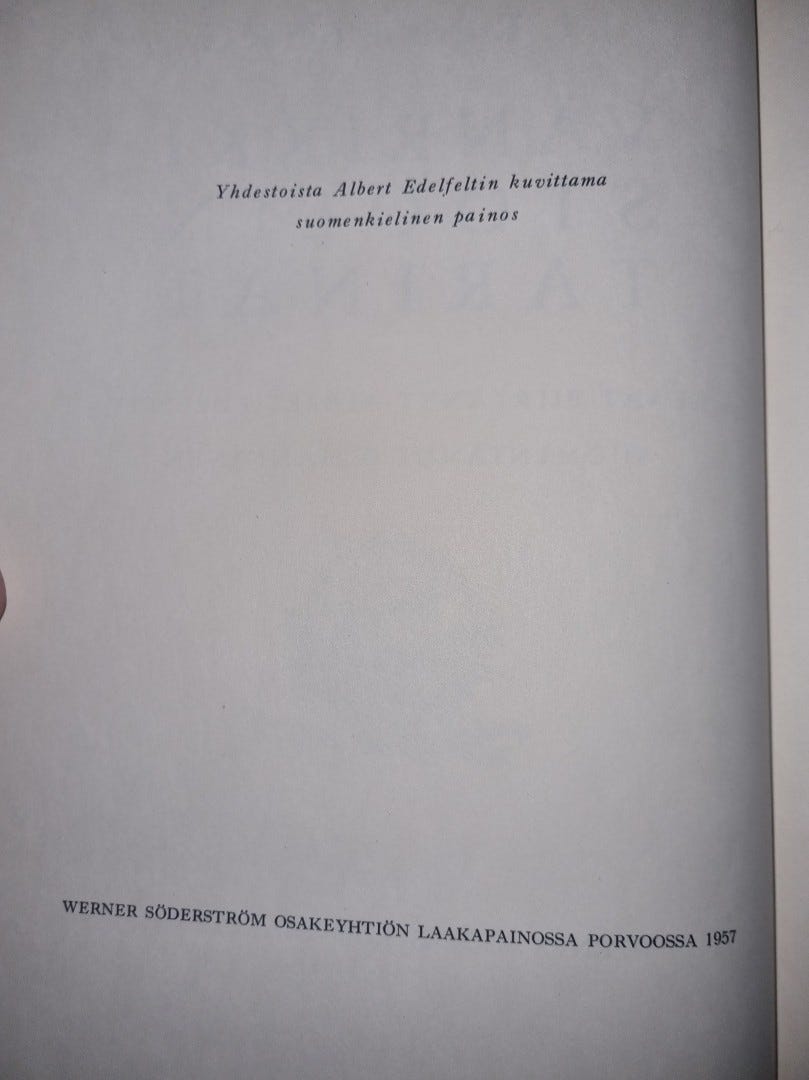 Yhdestoista Albert Edelfeltin kuvittama
suomenkielinen painos
WERNER SÖDERSTRÖM OSAKEYHTIÖN LAAKAPAINOSSA PORVOOSSA 1957